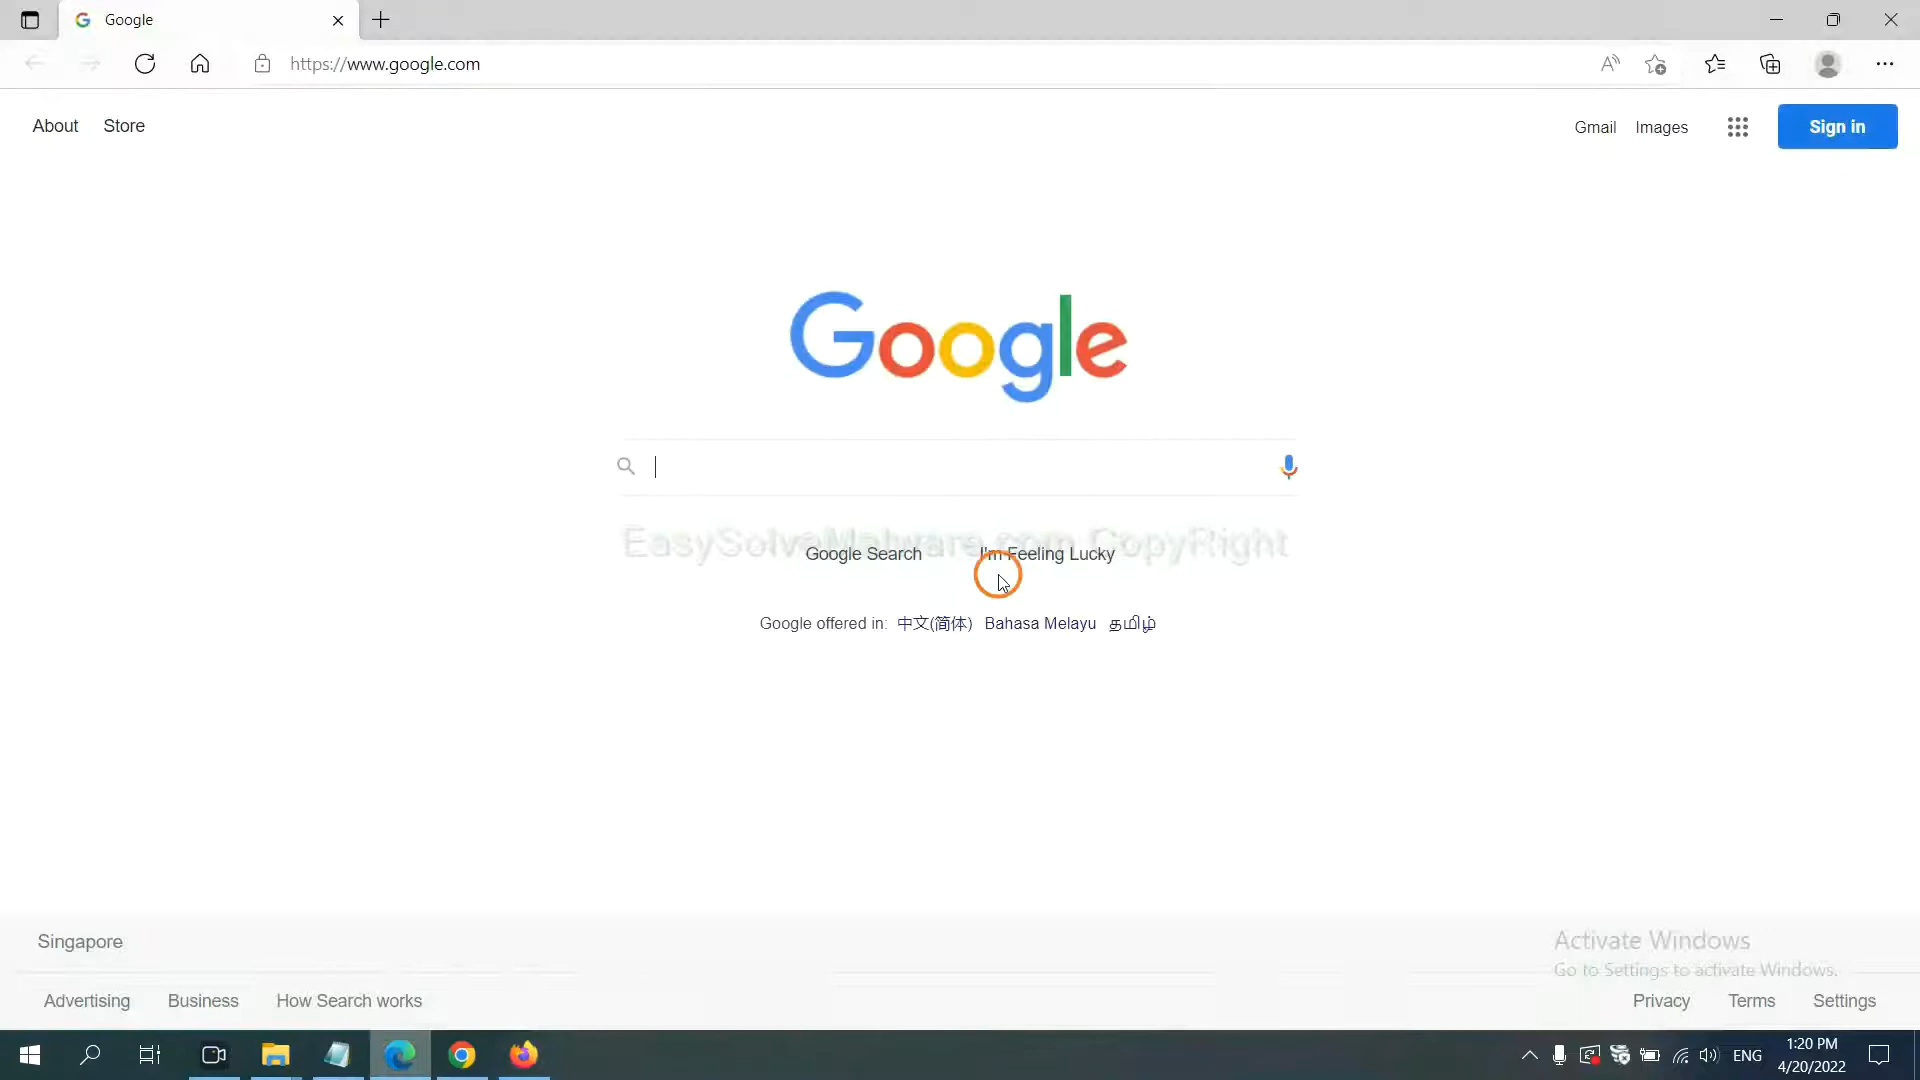 Google
https://www.google.com
About Store
Gmail Images Sign in
Google
EasySolveMalware.com CopyRight
Google Search I'm Feeling Lucky
Google offered in: 中文(简体) Bahasa Melayu தமிழ்
Singapore
Activate Windows
Go to Settings to activate Windows.
Advertising Business How Search works
Privacy Terms Settings
ENG
1:20 PM
4/20/2022